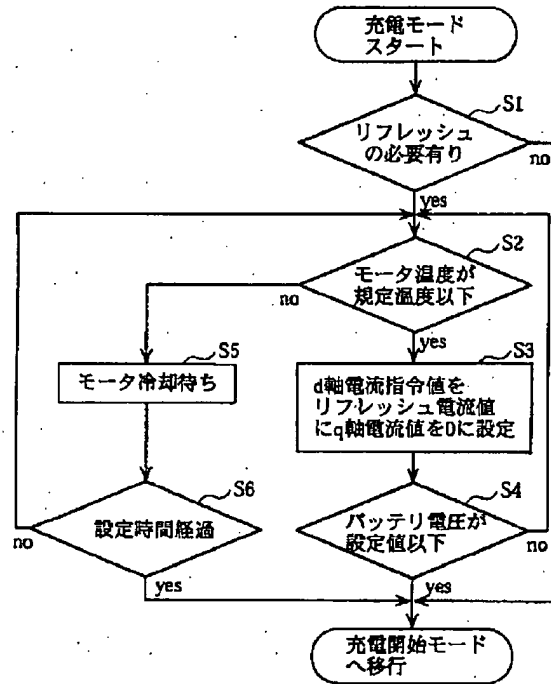 充電モード
スタート
S1
リフレッシュ
の必要有り
no
yes
S2
モータ温度が
規定温度以下
no
yes
S5
モータ冷却待ち
S3
d軸電流指令値を
リフレッシュ電流値
にq軸電流値を0に設定
S6
設定時間経過
no
yes
S4
バッテリ電圧が
設定値以下
no
yes
充電開始モード
へ移行